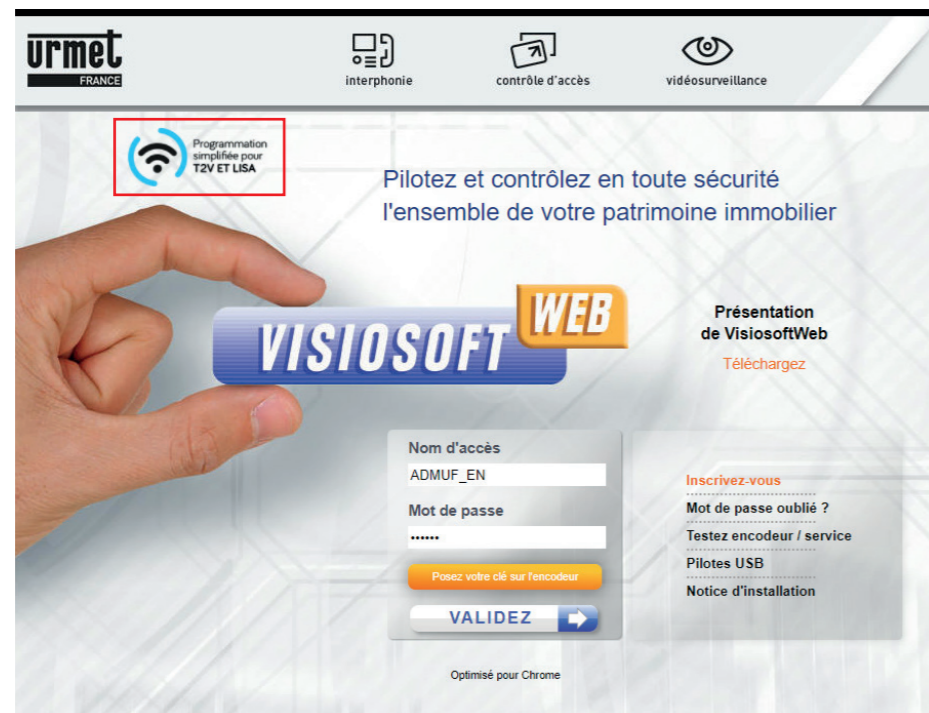 urmet
FRANCE
interphonie
contrôle d'accès
vidéosurveillance
Programmation
simplifiée pour
T2V ET LISA
Pilotez et contrôlez en toute sécurité
l'ensemble de votre patrimoine immobilier
VISIOSOFT WEB
Présentation
de VisiosoftWeb
Téléchargez
Nom d'accès
ADMUF_EN
Mot de passe
••••••
Posez votre clé sur l'encodeur
VALIDEZ
Inscrivez-vous
Mot de passe oublié ?
Testez encodeur / service
Pilotes USB
Notice d'installation
Optimisé pour Chrome